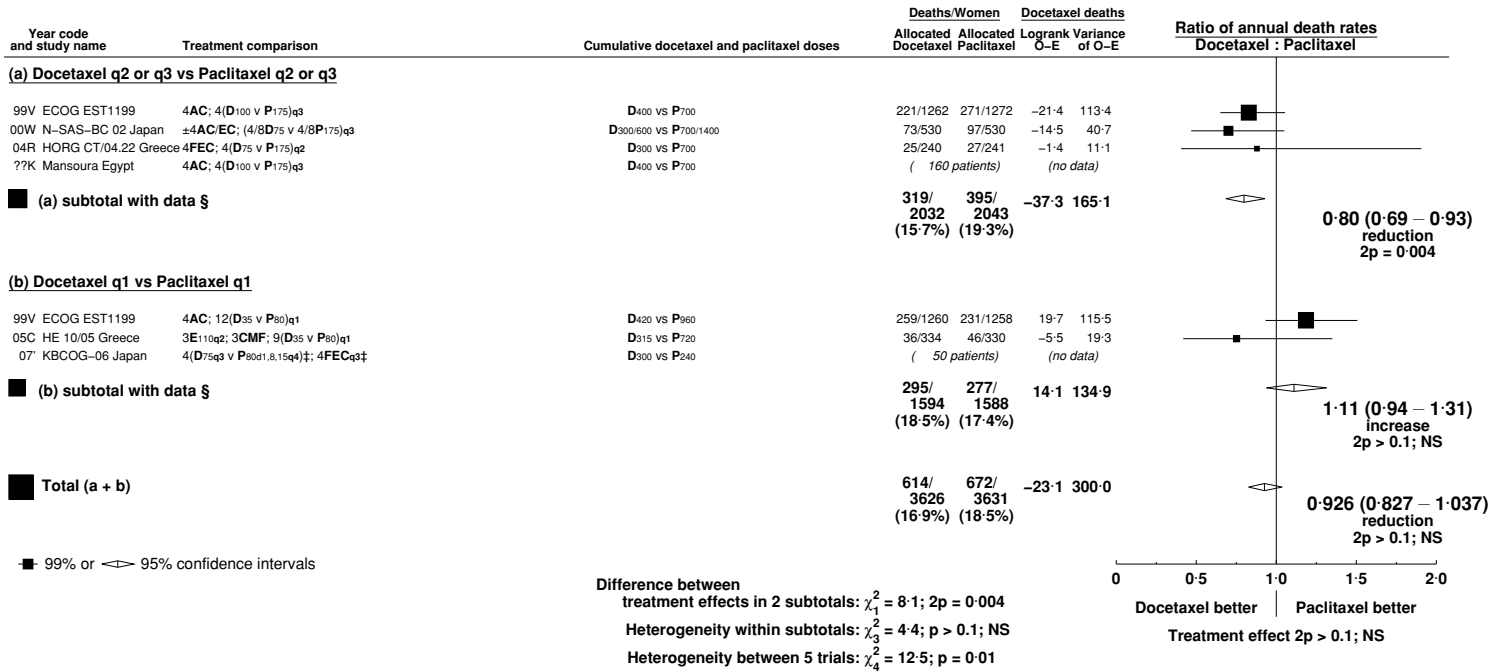 Deaths/Women Docetaxel deaths
Year code and study name Treatment comparison Cumulative docetaxel and paclitaxel doses Allocated Docetaxel Allocated Paclitaxel Logrank O−E Variance of O−E Ratio of annual death rates Docetaxel : Paclitaxel
(a) Docetaxel q2 or q3 vs Paclitaxel q2 or q3
99V ECOG EST1199 4AC; 4(D100 v P175)q3 D400 vs P700 221/1262 271/1272 −21·4 113·4
00W N−SAS−BC 02 Japan ±4AC/EC; (4/8D75 v 4/8P175)q3 D300/600 vs P700/1400 73/530 97/530 −14·5 40·7
04R HORG CT/04.22 Greece 4FEC; 4(D75 v P175)q2 D300 vs P700 25/240 27/241 −1·4 11·1
??K Mansoura Egypt 4AC; 4(D100 v P175)q3 D400 vs P700 ( 160 patients) (no data)
(a) subtotal with data § 319/ 395/ −37·3 165·1
2032 2043
(15·7%) (19·3%)
0·80 (0·69 − 0·93)
reduction
2p = 0·004
(b) Docetaxel q1 vs Paclitaxel q1
99V ECOG EST1199 4AC; 12(D35 v P80)q1 D420 vs P960 259/1260 231/1258 19·7 115·5
05C HE 10/05 Greece 3E110q2; 3CMF; 9(D35 v P80)q1 D315 vs P720 36/334 46/330 −5·5 19·3
07' KBCOG−06 Japan 4(D75q3 v P80d1,8,15q4)‡; 4FECq3‡ D300 vs P240 ( 50 patients) (no data)
(b) subtotal with data § 295/ 277/ 14·1 134·9
1594 1588
(18·5%) (17·4%)
1·11 (0·94 − 1·31)
increase
2p > 0.1; NS
Total (a + b) 614/ 672/ −23·1 300·0
3626 3631
(16·9%) (18·5%)
0·926 (0·827 − 1·037)
reduction
2p > 0.1; NS
99% or 95% confidence intervals
0 0·5 1·0 1·5 2·0
Docetaxel better Paclitaxel better
Treatment effect 2p > 0.1; NS
Difference between
treatment effects in 2 subtotals: χ²₁ = 8·1; 2p = 0·004
Heterogeneity within subtotals: χ²₃ = 4·4; p > 0.1; NS
Heterogeneity between 5 trials: χ²₄ = 12·5; p = 0·01